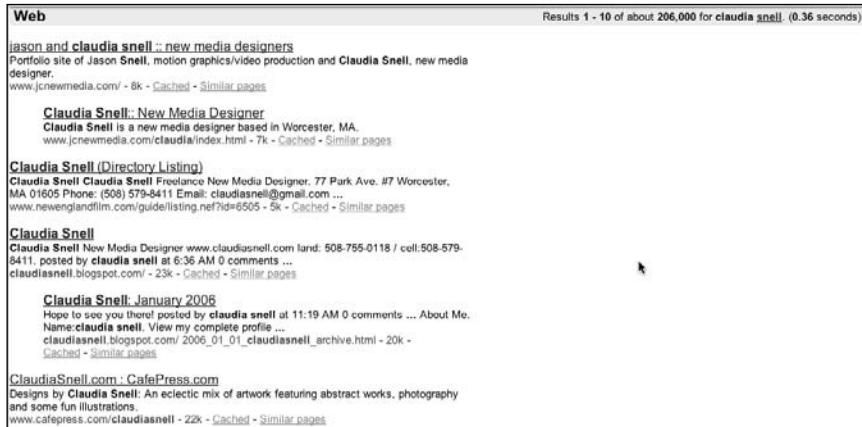 Web Results 1 - 10 of about 206,000 for claudia snell. (0.36 seconds)
jason and claudia snell :: new media designers
Portfolio site of Jason Snell, motion graphics/video production and Claudia Snell, new media
designer.
www.jcnewmedia.com/ - 8k - Cached - Similar pages
Claudia Snell:: New Media Designer
Claudia Snell is a new media designer based in Worcester, MA.
www.jcnewmedia.com/claudia/index.html - 7k - Cached - Similar pages
Claudia Snell (Directory Listing)
Claudia Snell Claudia Snell Freelance New Media Designer. 77 Park Ave. #7 Worcester,
MA 01605 Phone: (508) 579-8411 Email: claudiasnell@gmail.com ...
www.newenglandfilm.com/guide/listing.nef?id=6505 - 5k - Cached - Similar pages
Claudia Snell
Claudia Snell New Media Designer www.claudiasnell.com land: 508-755-0118 / cell:508-579-
8411. posted by claudia snell at 6:36 AM 0 comments ...
claudiasnell.blogspot.com/ - 23k - Cached - Similar pages
Claudia Snell: January 2006
Hope to see you there! posted by claudia snell at 11:19 AM 0 comments ... About Me.
Name:claudia snell. View my complete profile ...
claudiasnell.blogspot.com/ 2006_01_01_claudiasnell_archive.html - 20k -
Cached - Similar pages
ClaudiaSnell.com : CafePress.com
Designs by Claudia Snell: An eclectic mix of artwork featuring abstract works, photography
and some fun illustrations.
www.cafepress.com/claudiasnell - 22k - Cached - Similar pages